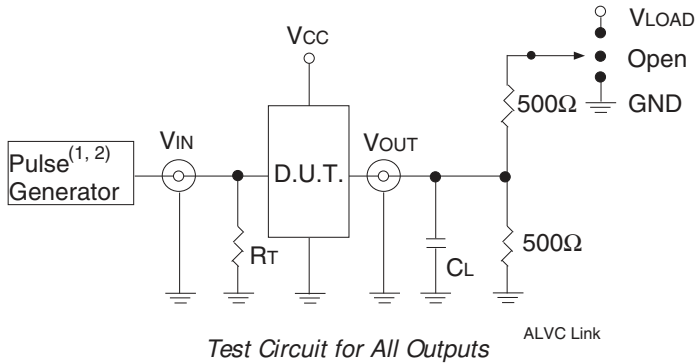 VLOAD
VCC
Open
500Ω
GND
VIN
VOUT
Pulse(1, 2)
Generator
D.U.T.
RT
CL
500Ω
ALVC Link
Test Circuit for All Outputs